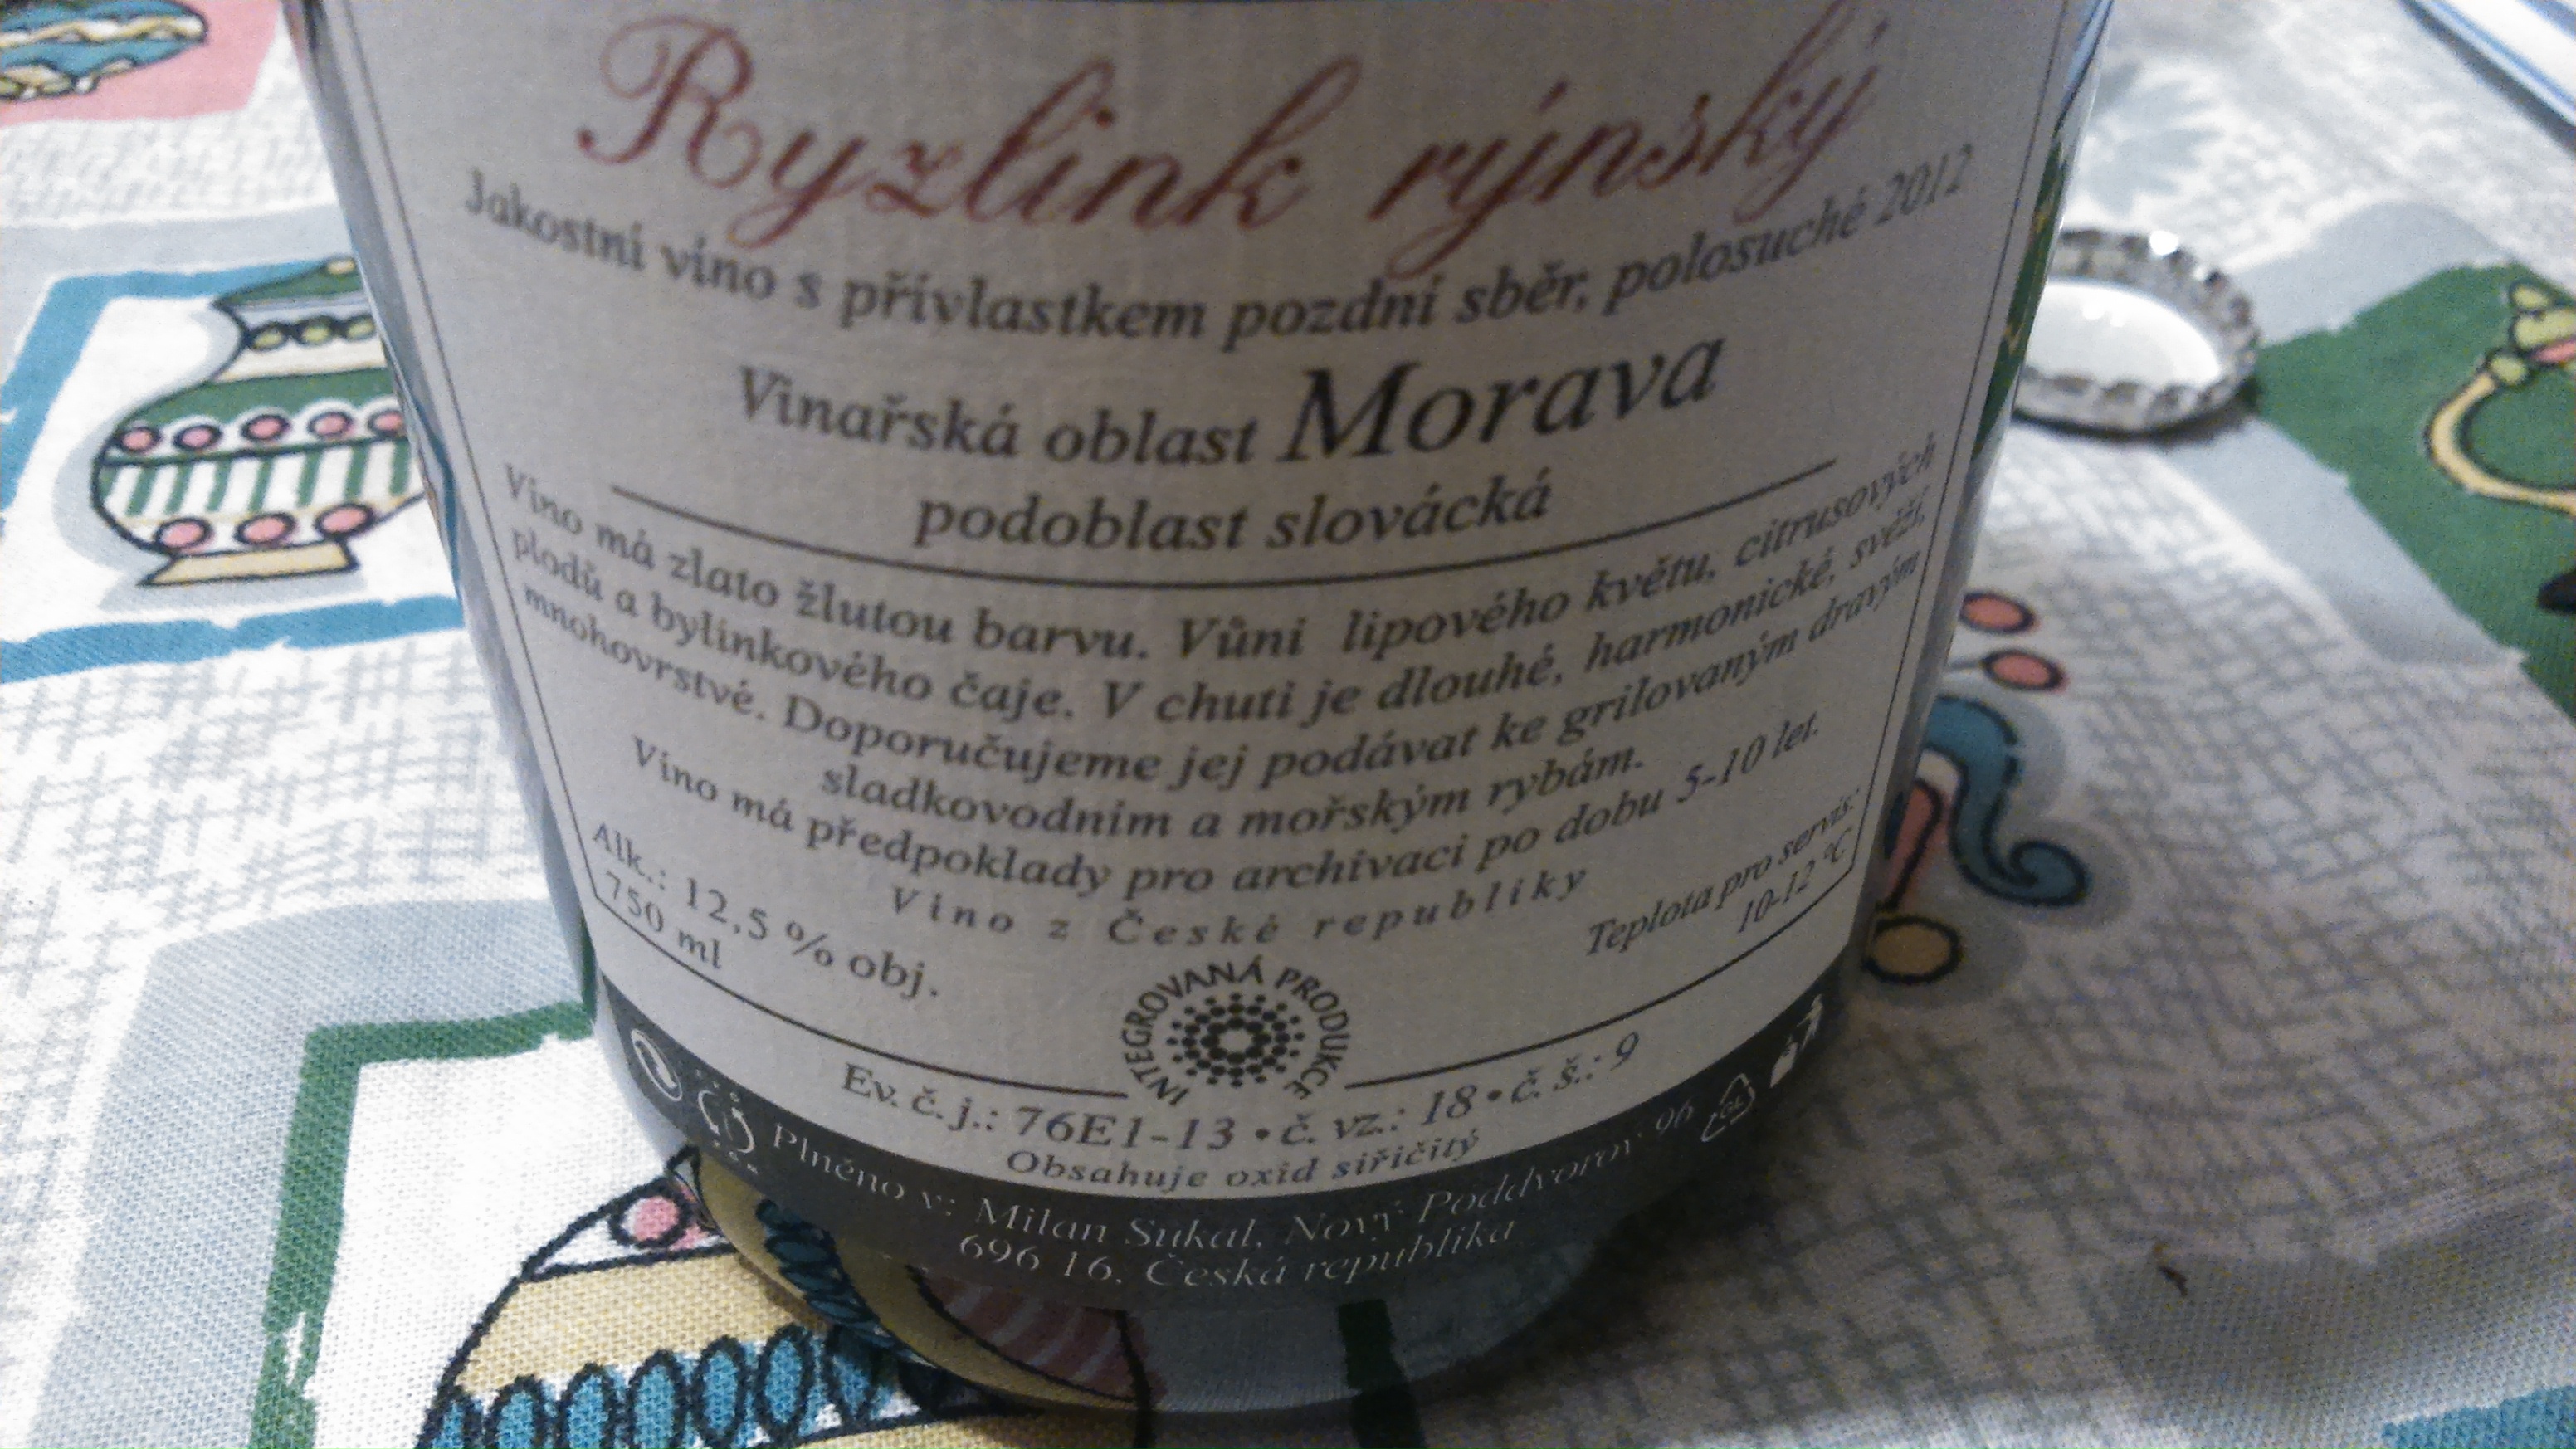 Ryzlink rýnský
Jakostní víno s přívlastkem pozdní sběr, polosuché 2012
Vinařská oblast Morava
podoblast slovácká
Víno má zlato žlutou barvu. Vůni lipového květu, citrusových
plodů a bylinkového čaje. V chuti je dlouhé, harmonické, svěží,
mnohovrstvé. Doporučujeme jej podávat ke grilovaným dravým
sladkovodním a mořským rybám.
Víno má předpoklady pro archivaci po dobu 5-10 let.
Víno z České republiky
Alk.: 12,5 % obj.
750 ml
Teplota pro servis:
10-12 °C
INTEGROVANÁ PRODUKCE
Ev. č. j.: 76E1-13 • č. vz.: 18 • č. š.: 9
Obsahuje oxid siřičitý
Plněno v: Milan Sukal, Nový Poddvorov 96
696 16, Česká republika
GL